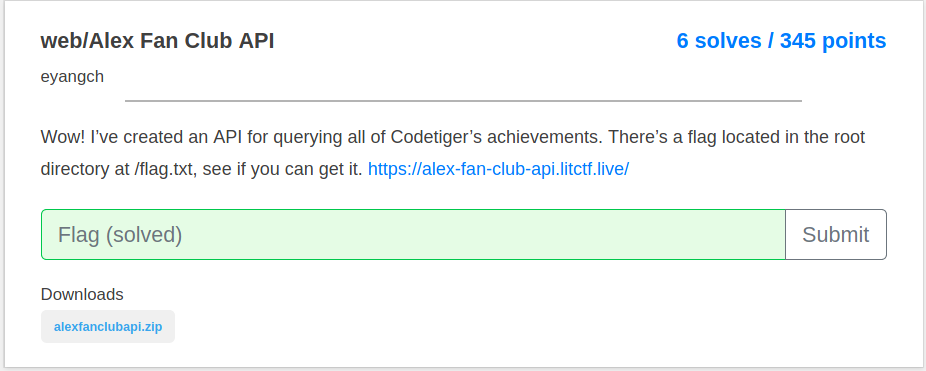 web/Alex Fan Club API
6 solves / 345 points
eyangch
Wow! I’ve created an API for querying all of Codetiger’s achievements. There’s a flag located in the root
directory at /flag.txt, see if you can get it. https://alex-fan-club-api.litctf.live/
Flag (solved)
Submit
Downloads
alexfanclubapi.zip